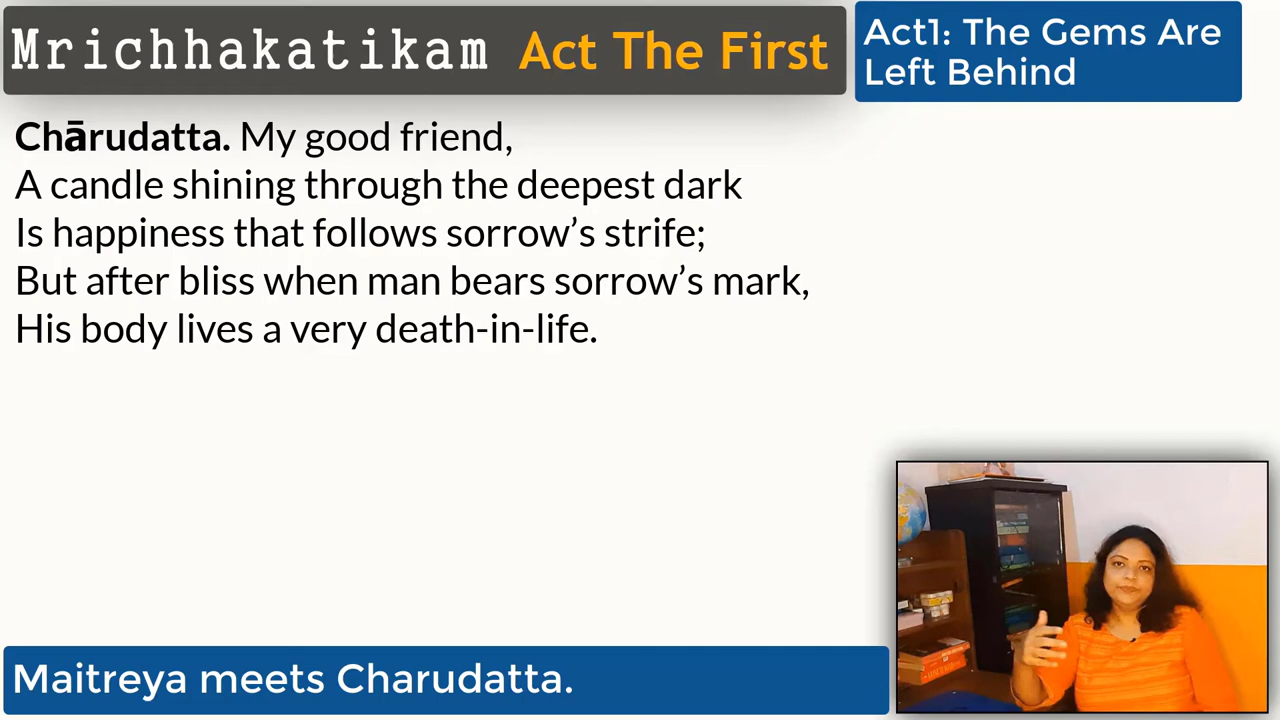 Mrichhakatikam Act The First
Act1: The Gems Are
Left Behind
Chārudatta. My good friend,
A candle shining through the deepest dark
Is happiness that follows sorrow’s strife;
But after bliss when man bears sorrow’s mark,
His body lives a very death-in-life.
Maitreya meets Charudatta.